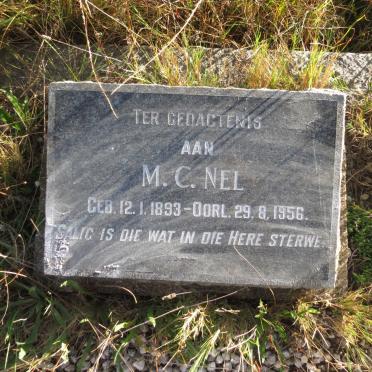 TER GEDAGTENIS
AAN
M. C. NEL
GEB. 12. 1. 1893 - OORL. 29. 8. 1956.
SALIG IS DIE WAT IN DIE HERE STERWE.